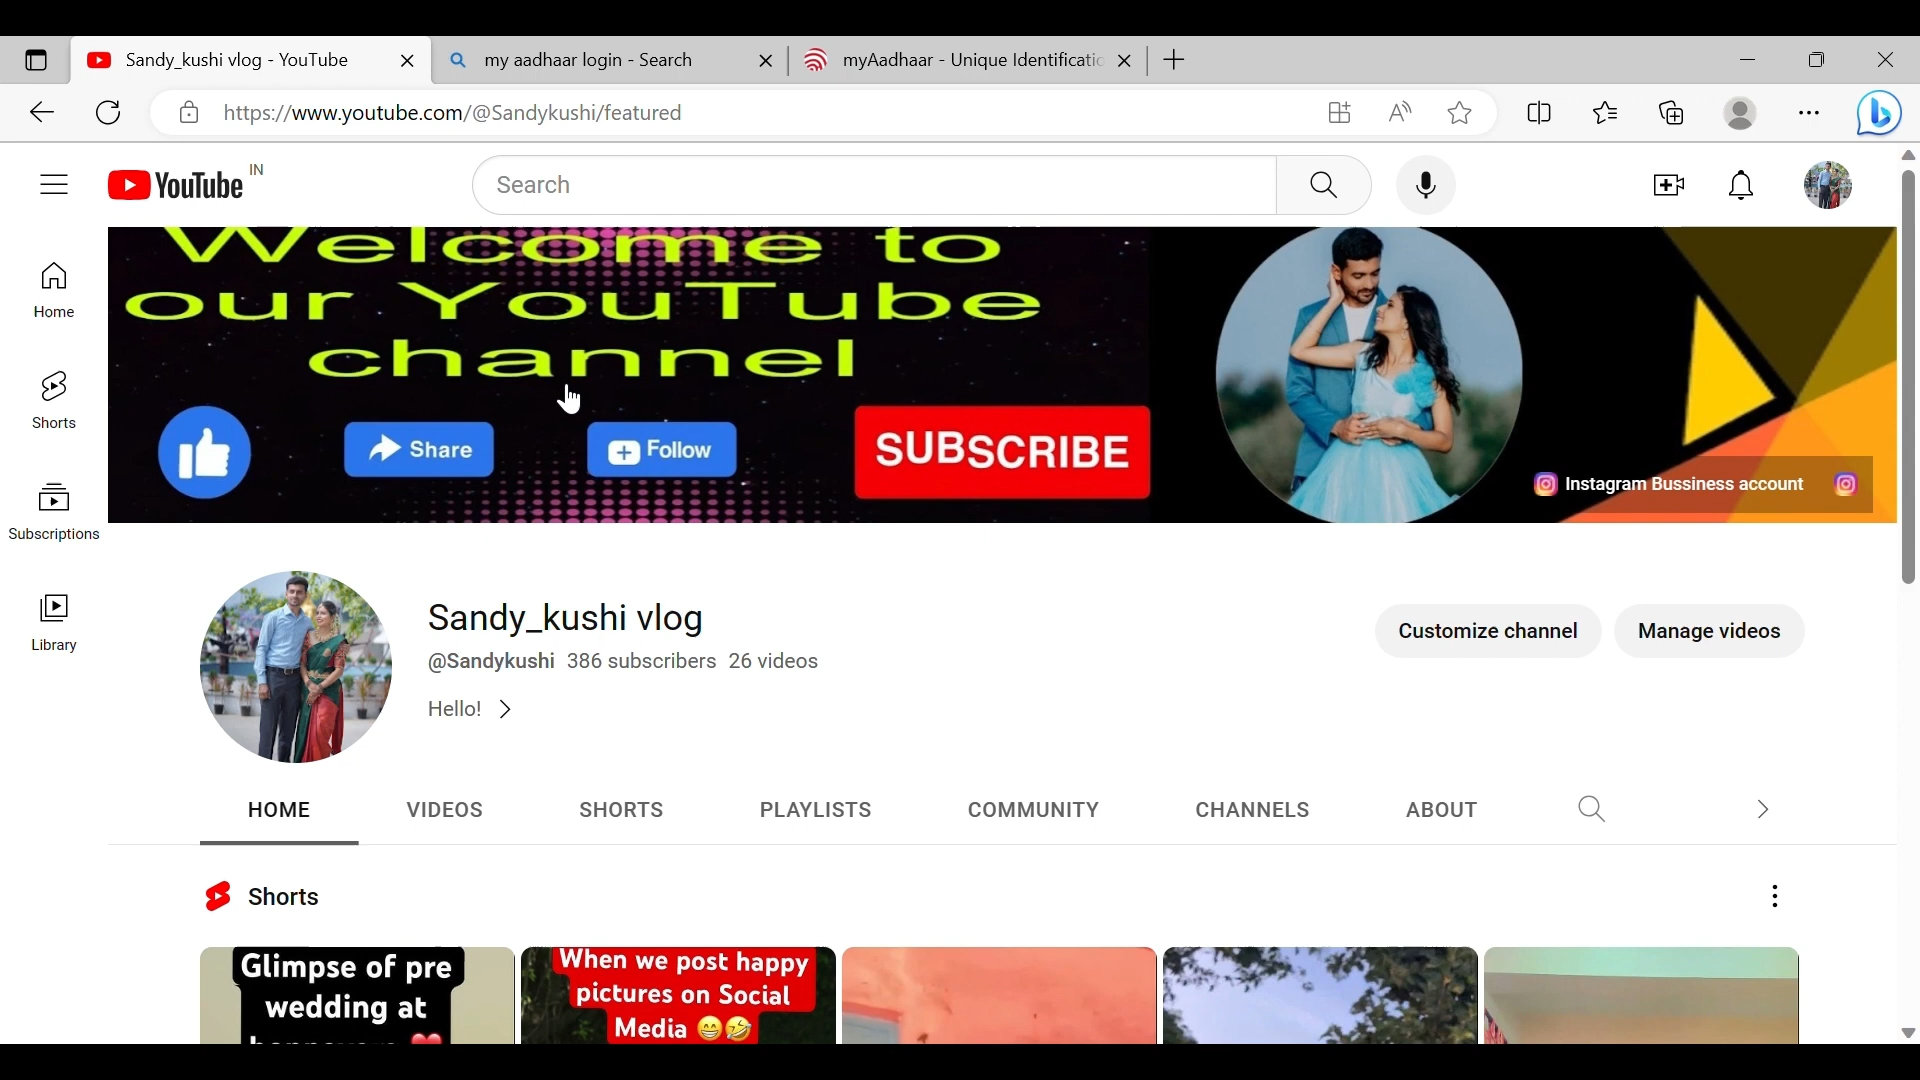 Sandy_kushi vlog - YouTube
my aadhaar login - Search
myAadhaar - Unique Identificatic
https://www.youtube.com/@Sandykushi/featured
YouTube IN
Search
Home
Shorts
Subscriptions
Library
Welcome to
our YouTube
channel
Share
Follow
SUBSCRIBE
Instagram Bussiness account
Sandy_kushi vlog
@Sandykushi 386 subscribers 26 videos
Hello!
Customize channel
Manage videos
HOME VIDEOS SHORTS PLAYLISTS COMMUNITY CHANNELS ABOUT
Shorts
Glimpse of pre
wedding at
When we post happy
pictures on Social
Media 😁🤣